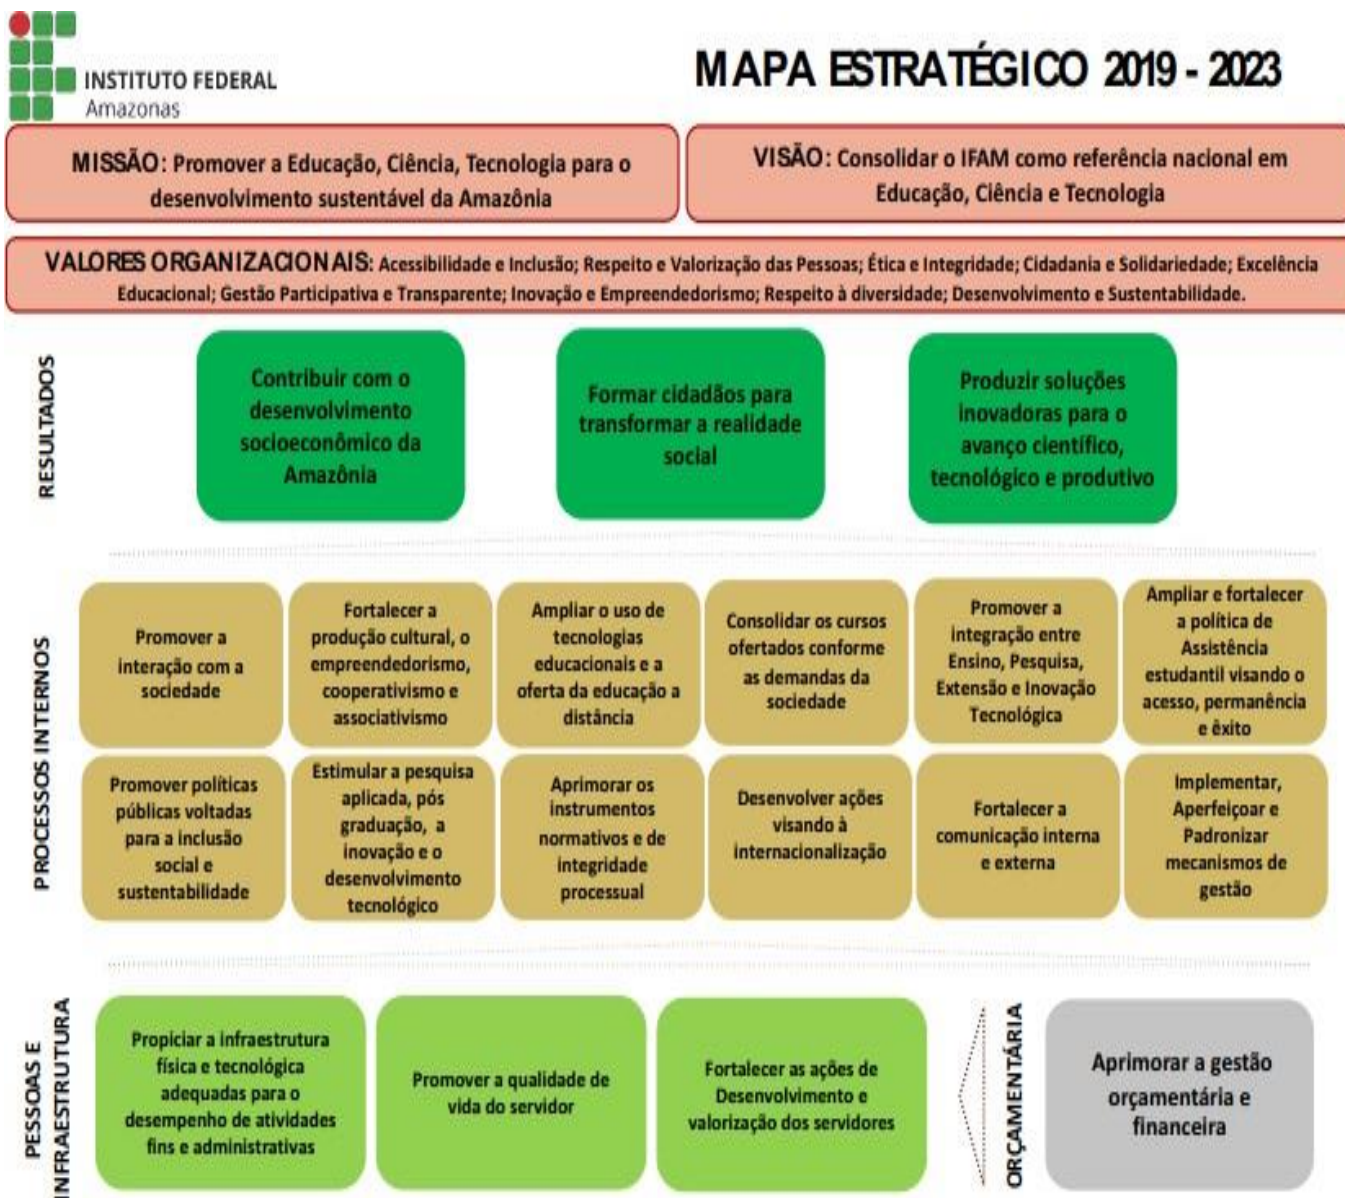 INSTITUTO FEDERAL
Amazonas
MAPA ESTRATÉGICO 2019 - 2023
MISSÃO: Promover a Educação, Ciência, Tecnologia para o
desenvolvimento sustentável da Amazônia
VISÃO: Consolidar o IFAM como referência nacional em
Educação, Ciência e Tecnologia
VALORES ORGANIZACIONAIS: Acessibilidade e Inclusão; Respeito e Valorização das Pessoas; Ética e Integridade; Cidadania e Solidariedade; Excelência
Educacional; Gestão Participativa e Transparente; Inovação e Empreendedorismo; Respeito à diversidade; Desenvolvimento e Sustentabilidade.
RESULTADOS
Contribuir com o
desenvolvimento
socioeconômico da
Amazônia
Formar cidadãos para
transformar a realidade
social
Produzir soluções
inovadoras para o
avanço científico,
tecnológico e produtivo
PROCESSOS INTERNOS
Promover a
interação com a
sociedade
Fortalecer a
produção cultural, o
empreendedorismo,
cooperativismo e
associativismo
Ampliar o uso de
tecnologias
educacionais e a
oferta da educação a
distância
Consolidar os cursos
ofertados conforme
as demandas da
sociedade
Promover a
integração entre
Ensino, Pesquisa,
Extensão e Inovação
Tecnológica
Ampliar e fortalecer
a política de
Assistência
estudantil visando o
acesso, permanência
e êxito
Promover políticas
públicas voltadas
para a inclusão
social e
sustentabilidade
Estimular a pesquisa
aplicada, pós
graduação, a
inovação e o
desenvolvimento
tecnológico
Aprimorar os
instrumentos
normativos e de
integridade
processual
Desenvolver ações
visando à
internacionalização
Fortalecer a
comunicação interna
e externa
Implementar,
Aperfeiçoar e
Padronizar
mecanismos de
gestão
PESSOAS E
INFRAESTRUTURA
Propiciar a infraestrutura
física e tecnológica
adequadas para o
desempenho de atividades
fins e administrativas
Promover a qualidade de
vida do servidor
Fortalecer as ações de
Desenvolvimento e
valorização dos servidores
ORÇAMENTÁRIA
Aprimorar a gestão
orçamentária e
financeira